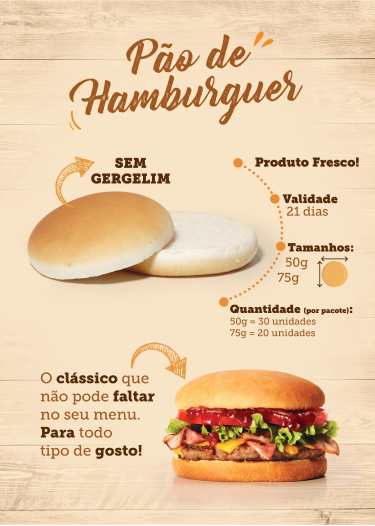 Pão de
Hamburguer
SEM
GERGELIM
Produto Fresco!
Validade
21 dias
Tamanhos:
50g
75g
Quantidade (por pacote):
50g = 30 unidades
75g = 20 unidades
O clássico que
não pode faltar
no seu menu.
Para todo
tipo de gosto!